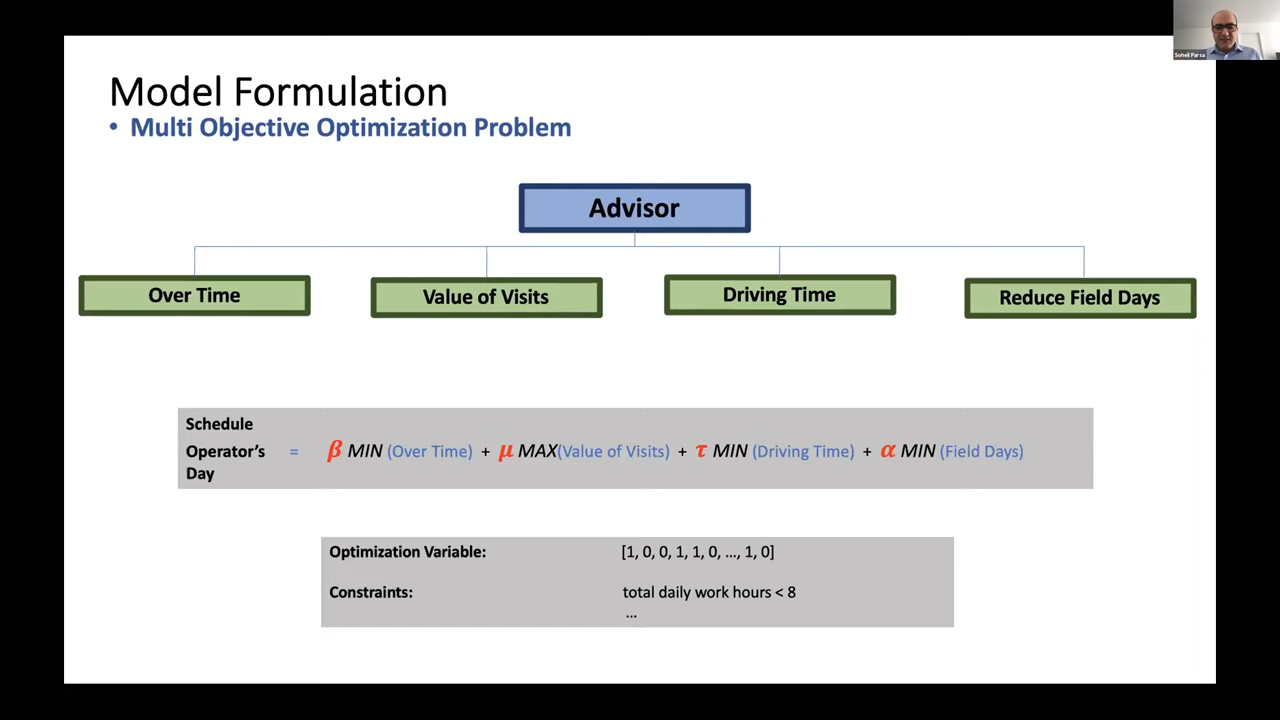 Soheil Parsa
Model Formulation
• Multi Objective Optimization Problem
Advisor
Over Time
Value of Visits
Driving Time
Reduce Field Days
Schedule
Operator's = β MIN (Over Time) + μ MAX(Value of Visits) + τ MIN (Driving Time) + α MIN (Field Days)
Day
Optimization Variable: [1, 0, 0, 1, 1, 0, ..., 1, 0]
Constraints: total daily work hours < 8
...